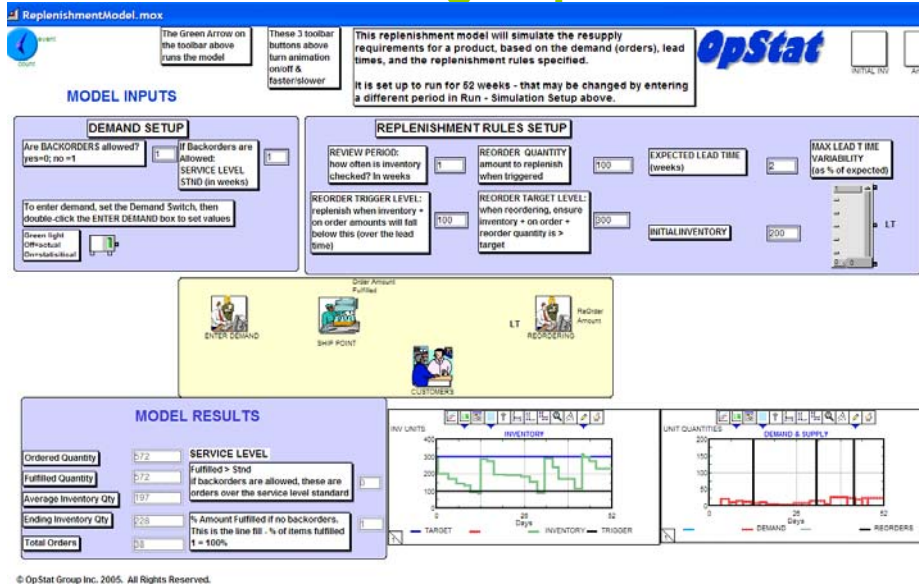 ReplenishmentModel.mox
event
count
The Green Arrow on
the toolbar above
runs the model
These 3 toolbar
buttons above
turn animation
on/off &
faster/slower
This replenishment model will simulate the resupply
requirements for a product, based on the demand (orders), lead
times, and the replenishment rules specified.
It is set up to run for 52 weeks - that may be changed by entering
a different period in Run - Simulation Setup above.
OpStat
INITIAL INV
MODEL INPUTS
DEMAND SETUP
Are BACKORDERS allowed?
yes=0; no =1
1
If Backorders are
Allowed:
SERVICE LEVEL
STND (in weeks)
1
To enter demand, set the Demand Switch, then
double-click the ENTER DEMAND box to set values
Green light
Off=actual
On=statisitical
REPLENISHMENT RULES SETUP
REVIEW PERIOD:
how often is inventory
checked? In weeks
1
REORDER QUANTITY
amount to replenish
when triggered
100
EXPECTED LEAD TIME
(weeks)
2
MAX LEAD TIME
VARIABILITY
(as % of expected)
REORDER TRIGGER LEVEL:
replenish when inventory +
on order amounts will fall
below this (over the lead
time)
100
REORDER TARGET LEVEL:
when reordering, ensure
inventory + on order +
reorder quantity is >
target
300
INITIALINVENTORY
200
LT
Order Amount
Fulfilled
ENTER DEMAND
SHIP POINT
LT
REORDERING
ReOrder
Amount
CUSTOMERS
MODEL RESULTS
Ordered Quantity
572
Fulfilled Quantity
572
Average Inventory Qty
197
Ending Inventory Qty
228
Total Orders
38
SERVICE LEVEL
Fulfilled > Stnd
if backorders are allowed, these are
orders over the service level standard
0
% Amount Fulfilled if no backorders.
This is the line fill - % of items fulfilled
1 = 100%
1
INV UNITS
INVENTORY
400
300
200
100
0
0 26 52
Days
TARGET INVENTORY TRIGGER
UNIT QUANTITIES
DEMAND & SUPPLY
200
150
100
50
0
0 26 52
Days
DEMAND REORDERS
© OpStat Group Inc. 2005. All Rights Reserved.